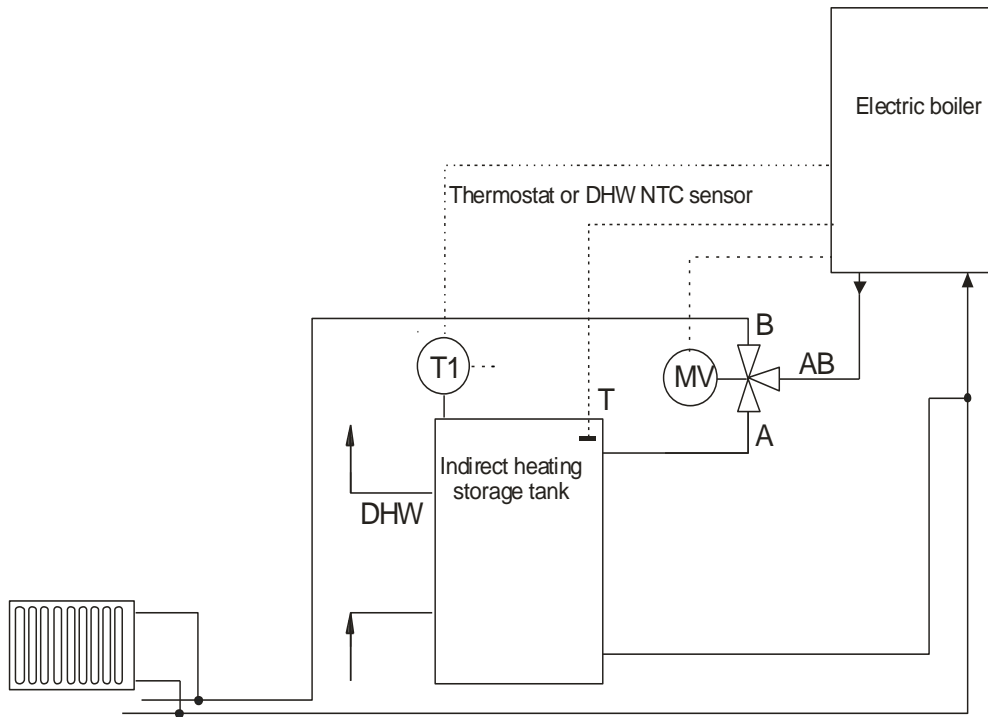 Electric boiler
Thermostat or DHW NTC sensor
B
T1
MV
AB
T
A
Indirect heating
storage tank
DHW